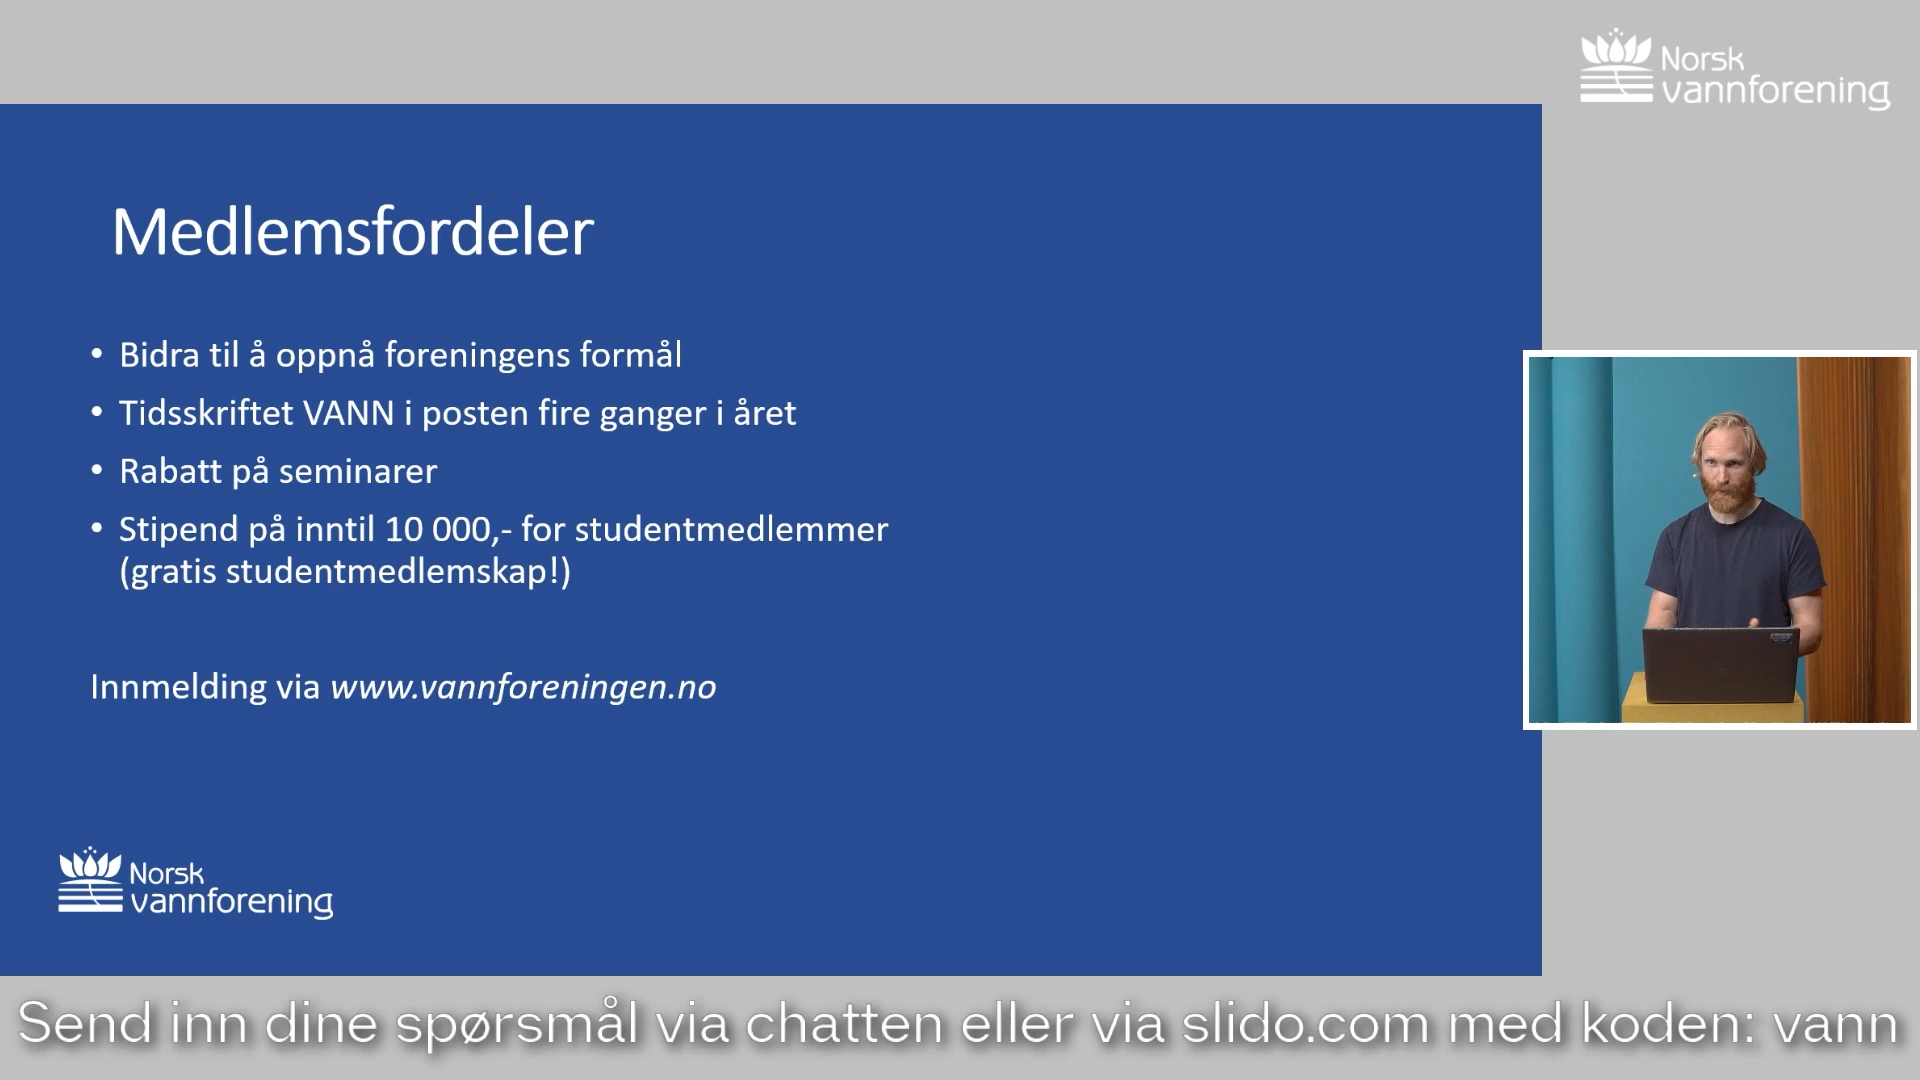 Norsk
vannforening
Medlemsfordeler
• Bidra til å oppnå foreningens formål
• Tidsskriftet VANN i posten fire ganger i året
• Rabatt på seminarer
• Stipend på inntil 10 000,- for studentmedlemmer
(gratis studentmedlemskap!)
Innmelding via www.vannforeningen.no
Norsk
vannforening
Send inn dine spørsmål via chatten eller via slido.com med koden: vann